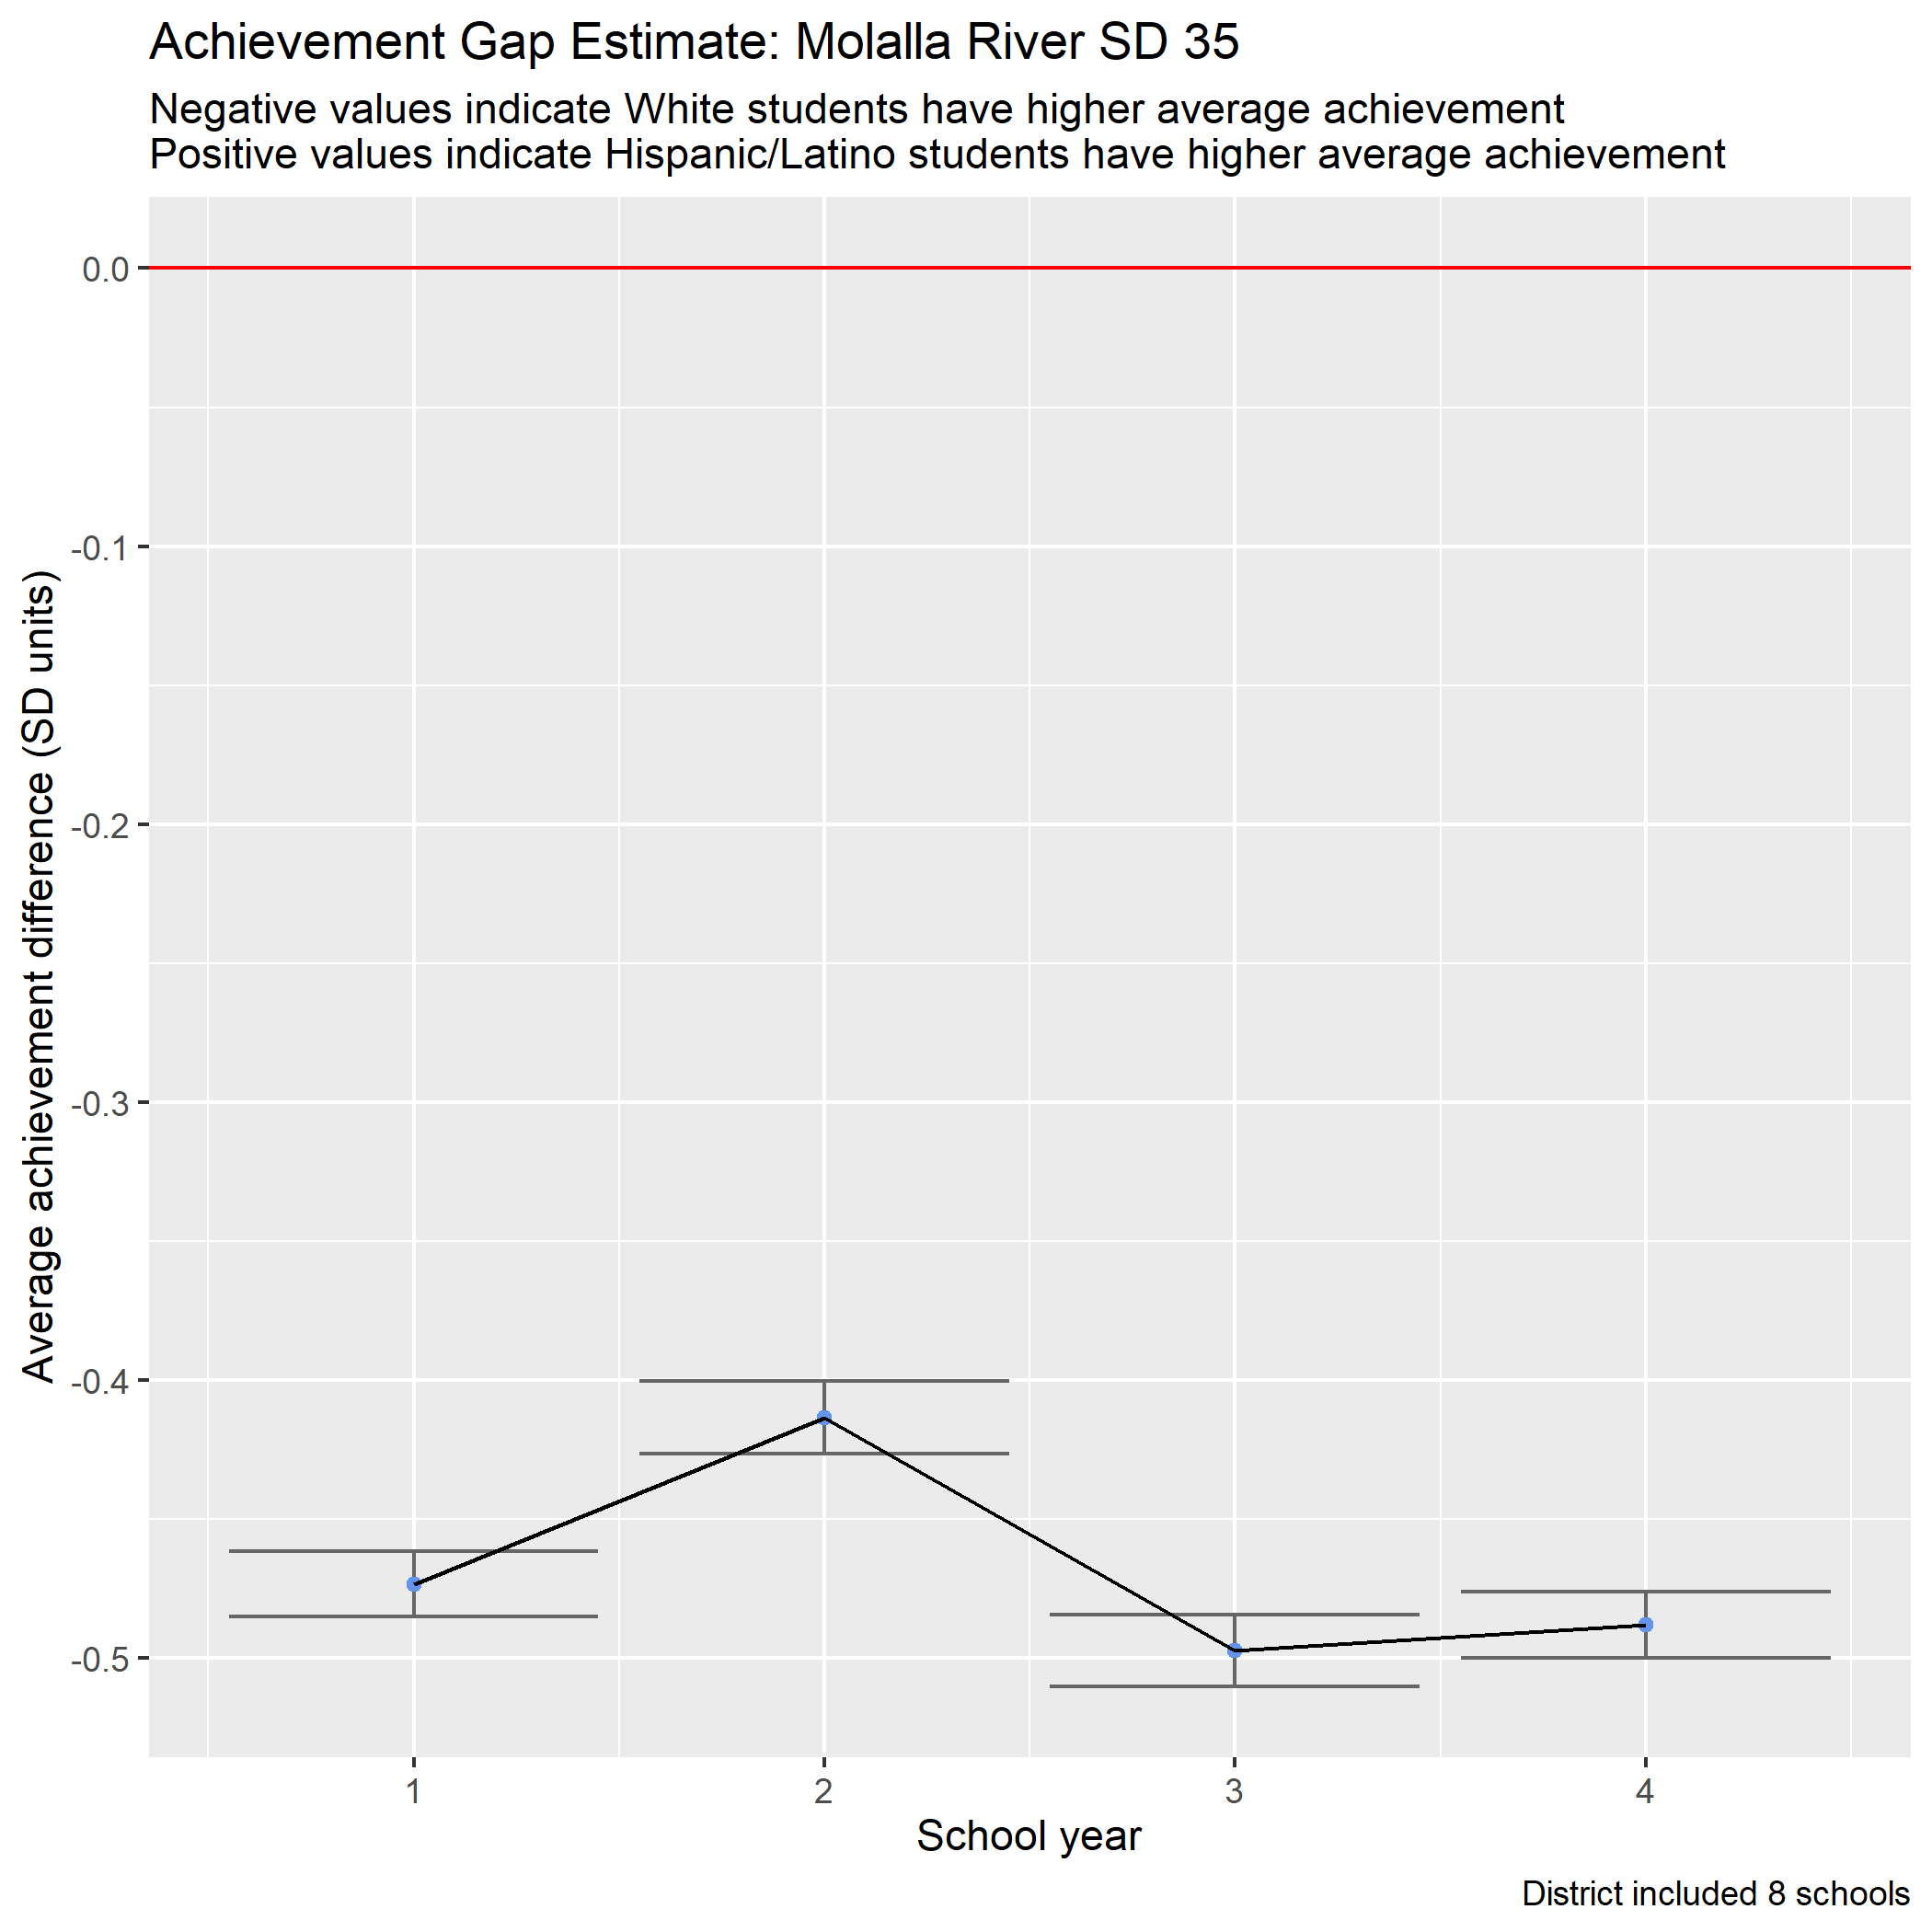 Achievement Gap Estimate: Molalla River SD 35
Negative values indicate White students have higher average achievement
Positive values indicate Hispanic/Latino students have higher average achievement
Average achievement difference (SD units)
0.0
-0.1
-0.2
-0.3
-0.4
-0.5
1
2
3
4
School year
District included 8 schools